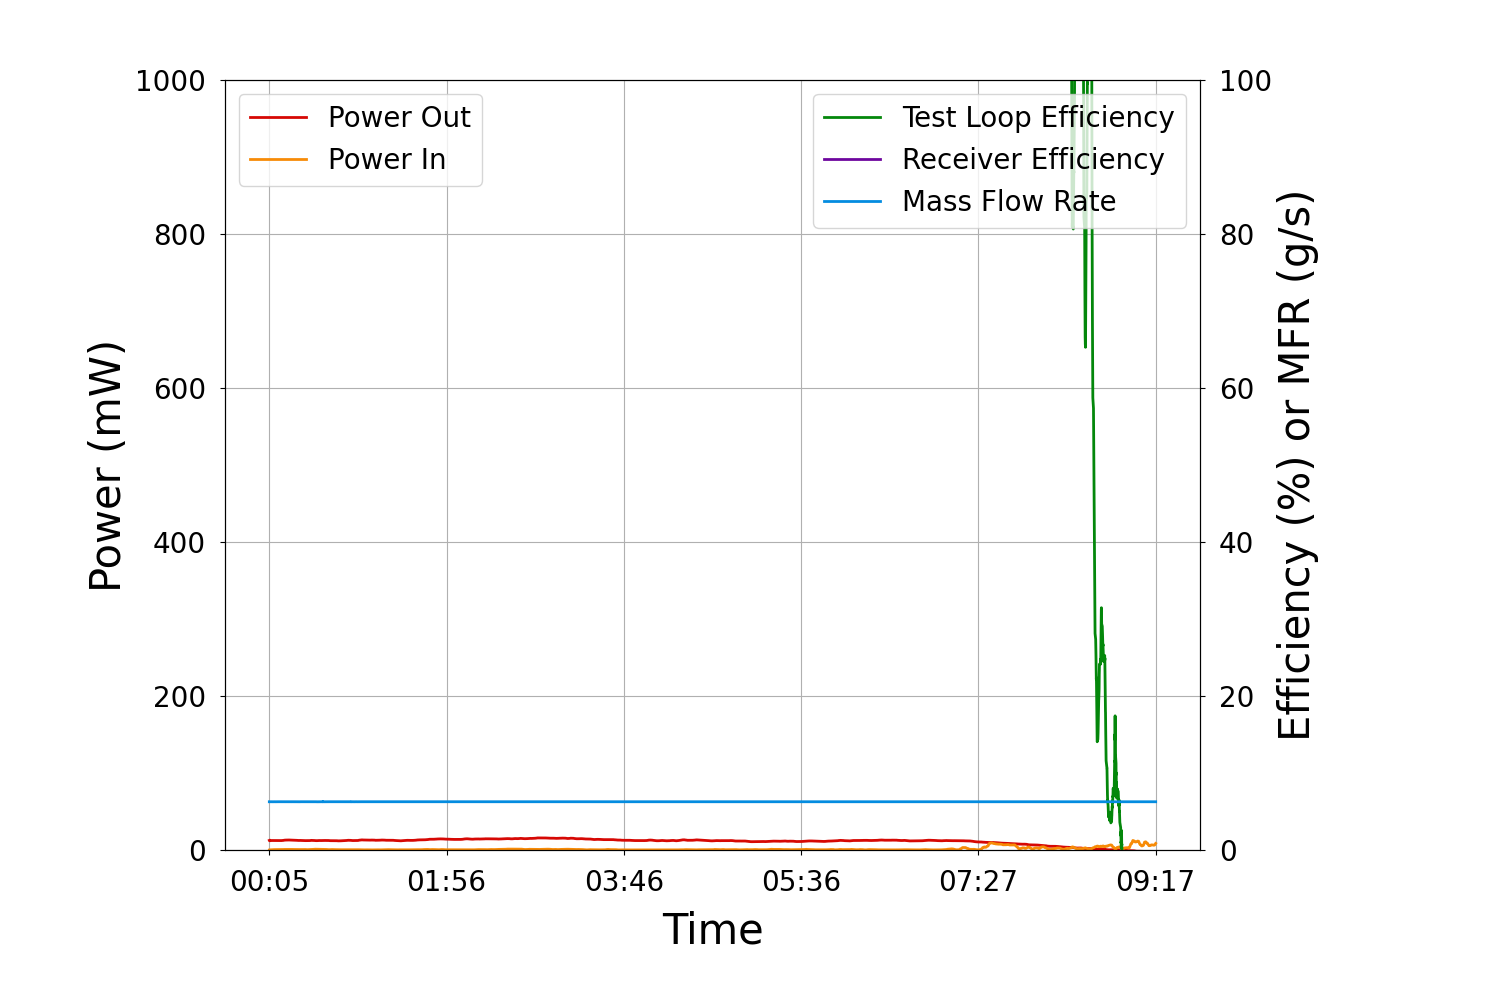 1000
800
600
400
200
0
Power (mW)
Power Out
Power In
Test Loop Efficiency
Receiver Efficiency
Mass Flow Rate
100
80
60
40
20
0
Efficiency (%) or MFR (g/s)
00:05
01:56
03:46
05:36
07:27
09:17
Time